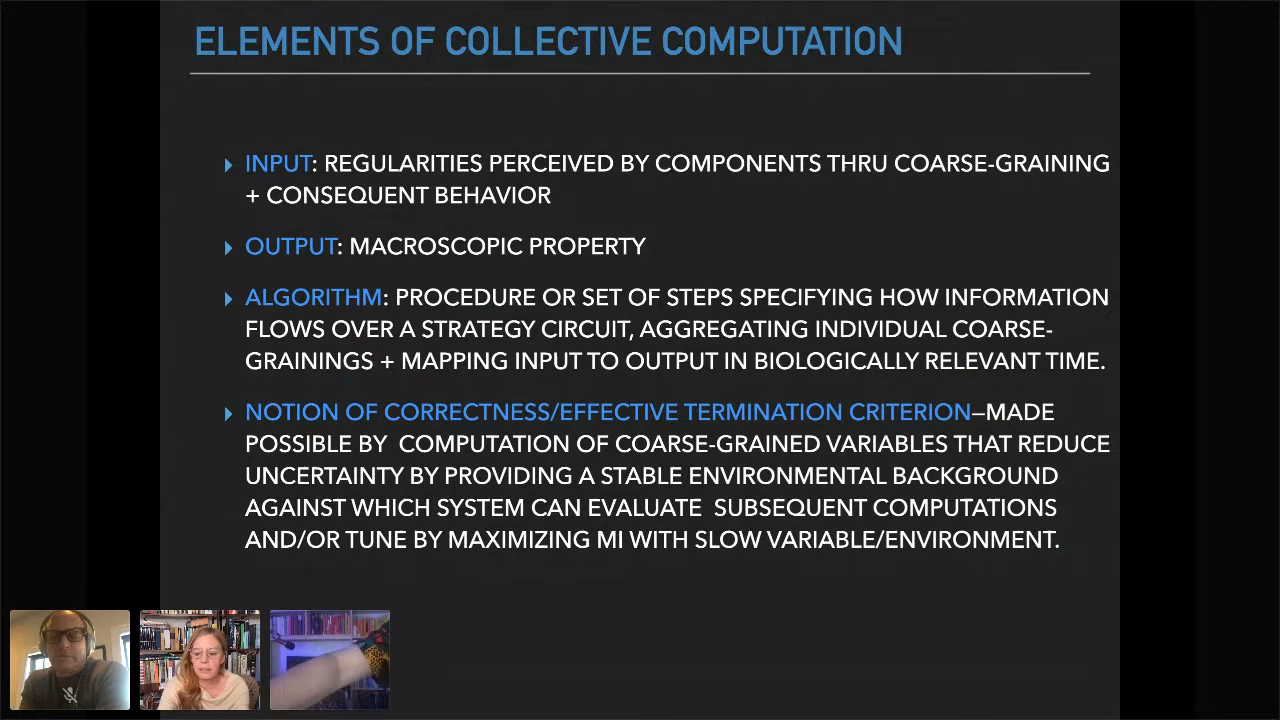 ELEMENTS OF COLLECTIVE COMPUTATION
INPUT: REGULARITIES PERCEIVED BY COMPONENTS THRU COARSE-GRAINING
+ CONSEQUENT BEHAVIOR
OUTPUT: MACROSCOPIC PROPERTY
ALGORITHM: PROCEDURE OR SET OF STEPS SPECIFYING HOW INFORMATION
FLOWS OVER A STRATEGY CIRCUIT, AGGREGATING INDIVIDUAL COARSE-
GRAININGS + MAPPING INPUT TO OUTPUT IN BIOLOGICALLY RELEVANT TIME.
NOTION OF CORRECTNESS/EFFECTIVE TERMINATION CRITERION—MADE
POSSIBLE BY COMPUTATION OF COARSE-GRAINED VARIABLES THAT REDUCE
UNCERTAINTY BY PROVIDING A STABLE ENVIRONMENTAL BACKGROUND
AGAINST WHICH SYSTEM CAN EVALUATE SUBSEQUENT COMPUTATIONS
AND/OR TUNE BY MAXIMIZING MI WITH SLOW VARIABLE/ENVIRONMENT.